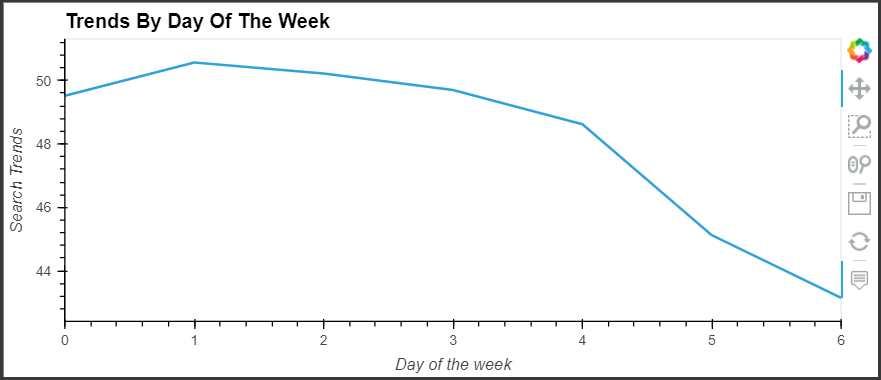 Trends By Day Of The Week
Search Trends
50
48
46
44
0 1 2 3 4 5 6
Day of the week